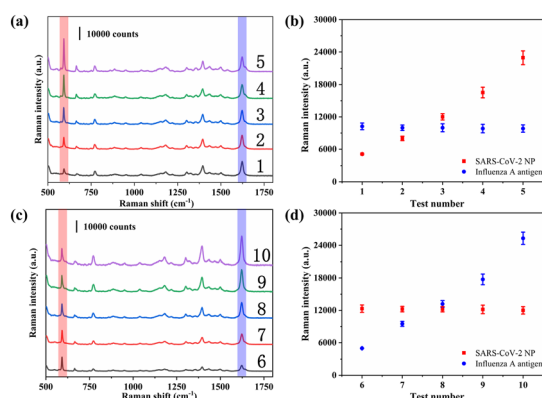 (a)
10000 counts
5
4
3
2
1
500 750 1000 1250 1500 1750
Raman shift (cm-1)
Raman intensity (a.u.)
(b)
30000
24000
18000
12000
6000
0
SARS-CoV-2 NP
Influenza A antigen
1 2 3 4 5
Test number
Raman intensity (a.u.)
(c)
10000 counts
10
9
8
7
6
500 750 1000 1250 1500 1750
Raman shift (cm-1)
Raman intensity (a.u.)
(d)
30000
24000
18000
12000
6000
0
SARS-CoV-2 NP
Influenza A antigen
6 7 8 9 10
Test number
Raman intensity (a.u.)